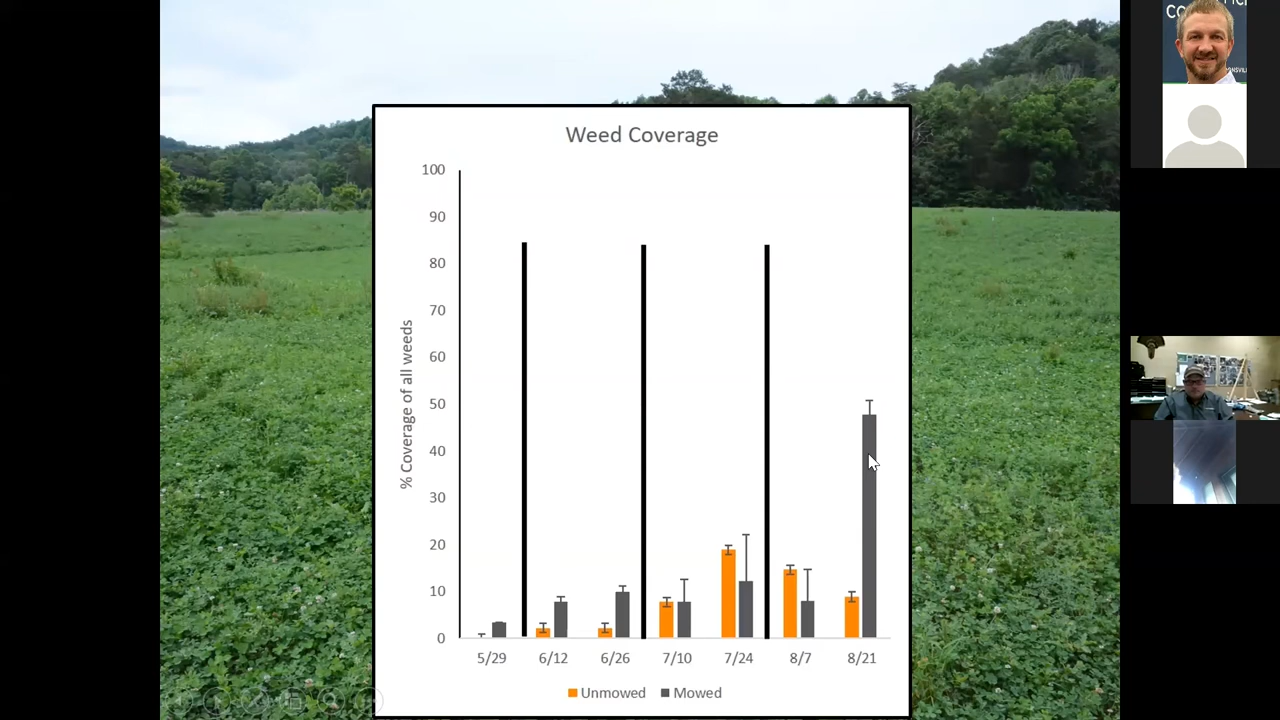 Weed Coverage
% Coverage of all weeds
100
90
80
70
60
50
40
30
20
10
0
5/29 6/12 6/26 7/10 7/24 8/7 8/21
Unmowed Mowed